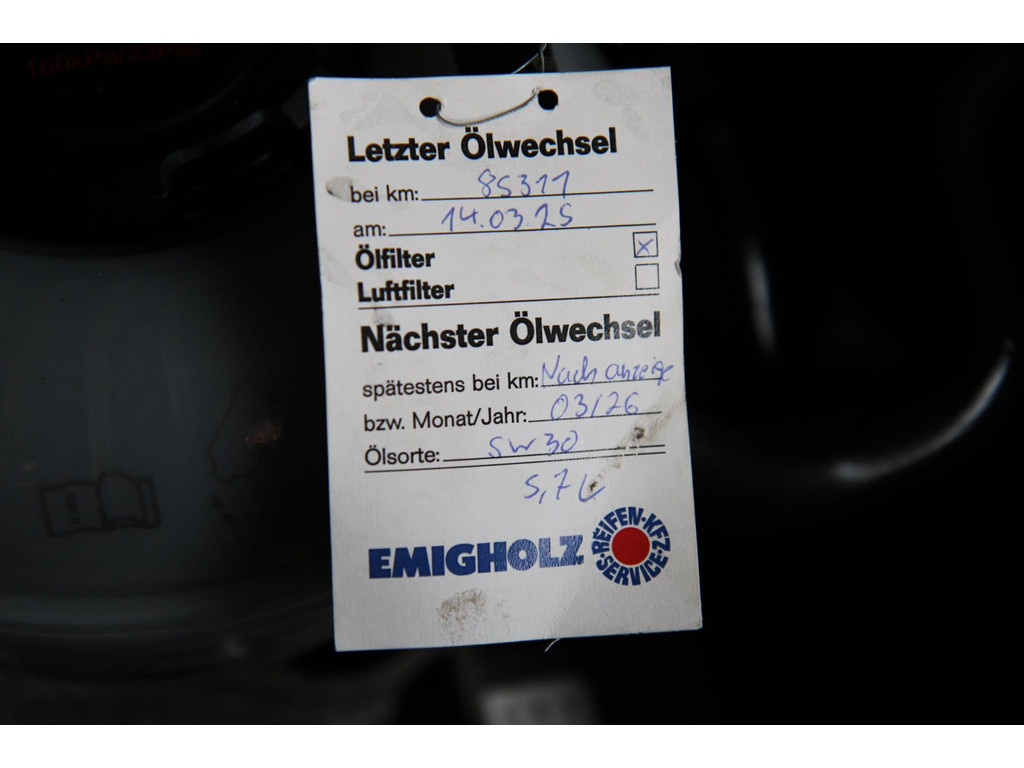 Letzter Ölwechsel
bei km: 85311
am: 14.03.25
Ölfilter x
Luftfilter
Nächster Ölwechsel
spätestens bei km: Nach anzeige
bzw. Monat/Jahr: 03/26
Ölsorte: 5W30
5,7 L
EMIGHOLZ
REIFEN·KFZ·SERVICE